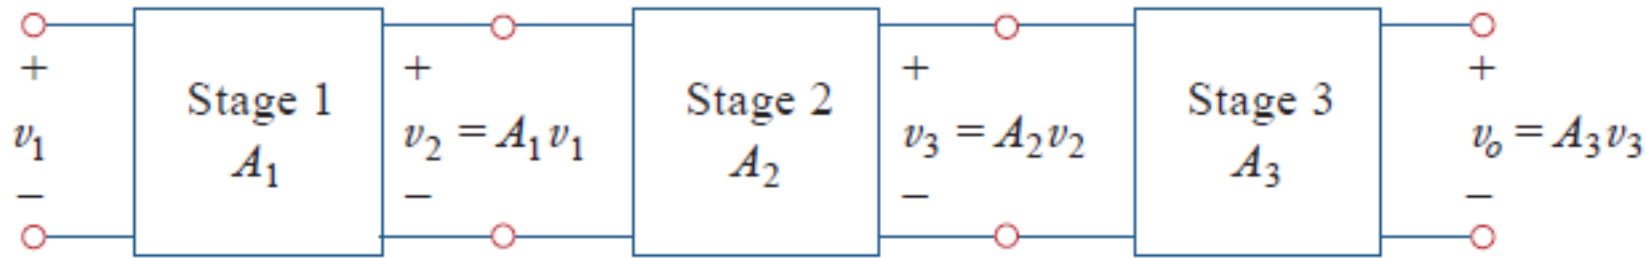 +
v₁
−
Stage 1
A₁
+
v₂ = A₁v₁
−
Stage 2
A₂
+
v₃ = A₂v₂
−
Stage 3
A₃
+
vₒ = A₃v₃
−